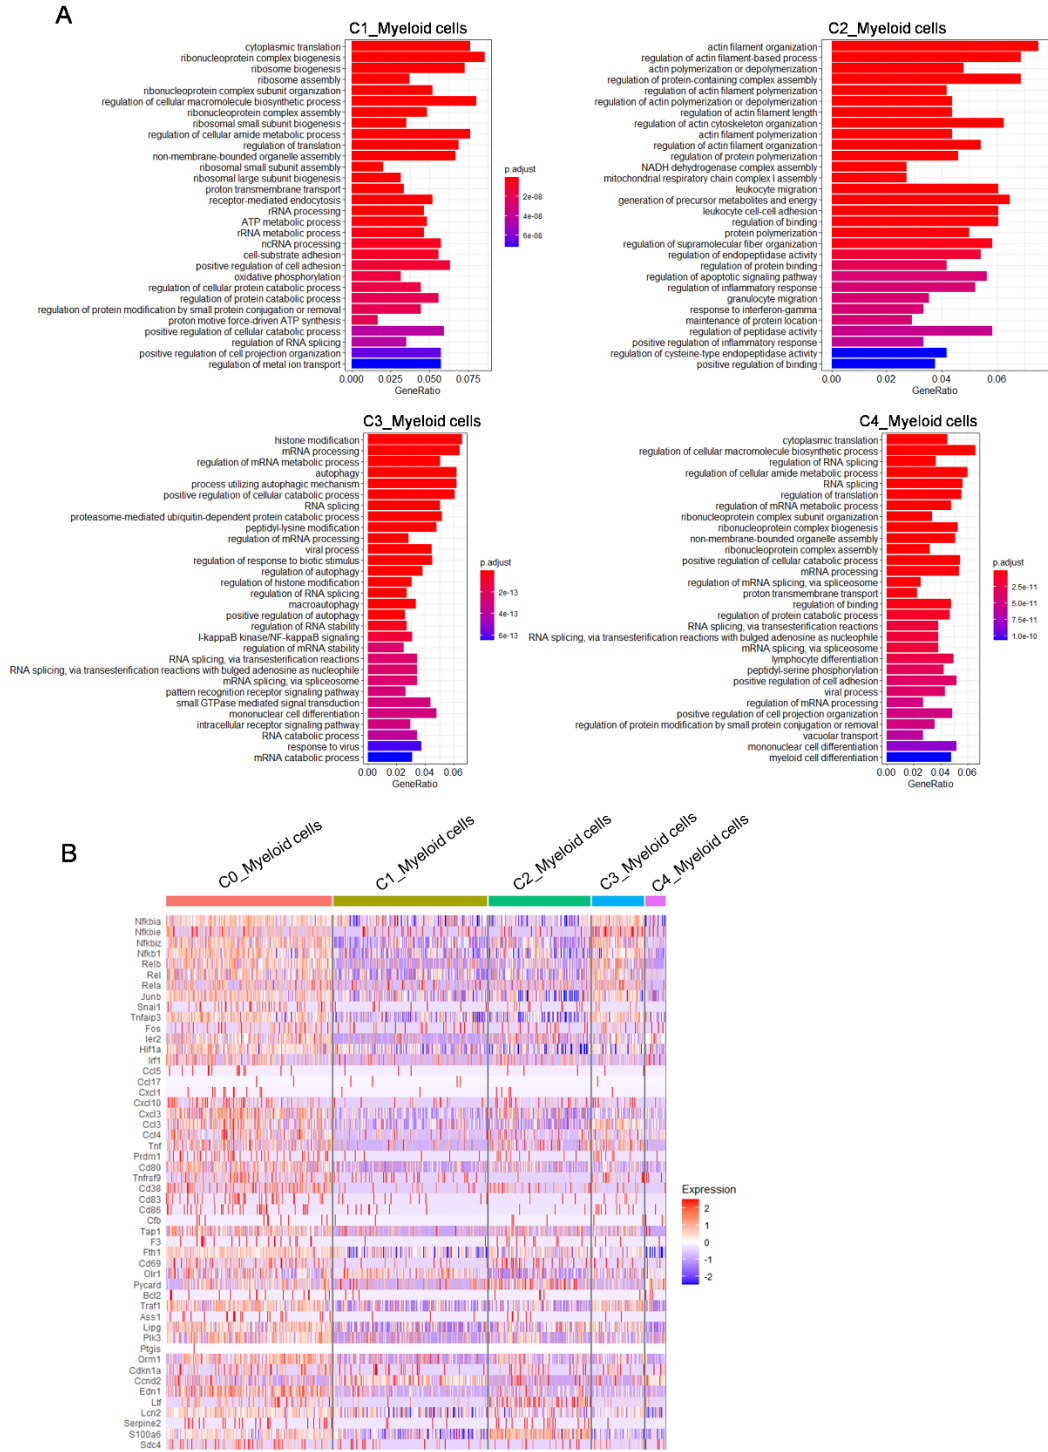 A
C1_Myeloid cells
cytoplasmic translation
ribonucleoprotein complex biogenesis
ribosome biogenesis
ribosome assembly
ribonucleoprotein complex subunit organization
regulation of cellular macromolecule biosynthetic process
ribonucleoprotein complex assembly
ribosomal small subunit biogenesis
regulation of cellular amide metabolic process
regulation of translation
non-membrane-bounded organelle assembly
ribosomal small subunit assembly
ribosomal large subunit biogenesis
proton transmembrane transport
receptor-mediated endocytosis
rRNA processing
ATP metabolic process
rRNA metabolic process
ncRNA processing
cell-substrate adhesion
positive regulation of cell adhesion
oxidative phosphorylation
regulation of cellular protein catabolic process
regulation of protein catabolic process
regulation of protein modification by small protein conjugation or removal
proton motive force-driven ATP synthesis
positive regulation of cellular catabolic process
regulation of RNA splicing
positive regulation of cell projection organization
regulation of metal ion transport
0.000 0.025 0.050 0.075
GeneRatio
p.adjust
2e-08
4e-08
6e-08
C2_Myeloid cells
actin filament organization
regulation of actin filament-based process
actin polymerization or depolymerization
regulation of protein-containing complex assembly
regulation of actin filament polymerization
regulation of actin polymerization or depolymerization
regulation of actin filament length
regulation of actin cytoskeleton organization
actin filament polymerization
regulation of actin filament organization
regulation of protein polymerization
NADH dehydrogenase complex assembly
mitochondrial respiratory chain complex I assembly
leukocyte migration
generation of precursor metabolites and energy
leukocyte cell-cell adhesion
regulation of binding
protein polymerization
regulation of supramolecular fiber organization
regulation of endopeptidase activity
regulation of protein binding
regulation of apoptotic signaling pathway
regulation of inflammatory response
granulocyte migration
response to interferon-gamma
maintenance of protein location
regulation of peptidase activity
positive regulation of inflammatory response
regulation of cysteine-type endopeptidase activity
positive regulation of binding
0.00 0.02 0.04 0.06
GeneRatio
C3_Myeloid cells
histone modification
mRNA processing
regulation of mRNA metabolic process
autophagy
process utilizing autophagic mechanism
positive regulation of cellular catabolic process
RNA splicing
proteasome-mediated ubiquitin-dependent protein catabolic process
peptidyl-lysine modification
regulation of mRNA processing
viral process
regulation of response to biotic stimulus
regulation of autophagy
regulation of histone modification
regulation of RNA splicing
macroautophagy
positive regulation of autophagy
regulation of RNA stability
I-kappaB kinase/NF-kappaB signaling
regulation of mRNA stability
RNA splicing, via transesterification reactions
RNA splicing, via transesterification reactions with bulged adenosine as nucleophile
mRNA splicing, via spliceosome
pattern recognition receptor signaling pathway
small GTPase mediated signal transduction
mononuclear cell differentiation
intracellular receptor signaling pathway
RNA catabolic process
response to virus
mRNA catabolic process
0.00 0.02 0.04 0.06
GeneRatio
p.adjust
2e-13
4e-13
6e-13
C4_Myeloid cells
cytoplasmic translation
regulation of cellular macromolecule biosynthetic process
regulation of RNA splicing
regulation of cellular amide metabolic process
RNA splicing
regulation of translation
regulation of mRNA metabolic process
ribonucleoprotein complex subunit organization
ribonucleoprotein complex biogenesis
non-membrane-bounded organelle assembly
ribonucleoprotein complex assembly
positive regulation of cellular catabolic process
mRNA processing
regulation of mRNA splicing, via spliceosome
proton transmembrane transport
regulation of binding
regulation of protein catabolic process
RNA splicing, via transesterification reactions
RNA splicing, via transesterification reactions with bulged adenosine as nucleophile
mRNA splicing, via spliceosome
lymphocyte differentiation
peptidyl-serine phosphorylation
positive regulation of cell adhesion
viral process
regulation of mRNA processing
positive regulation of cell projection organization
regulation of protein modification by small protein conjugation or removal
vacuolar transport
mononuclear cell differentiation
myeloid cell differentiation
0.00 0.02 0.04 0.06
GeneRatio
p.adjust
2.5e-11
5.0e-11
7.5e-11
1.0e-10
B
C0_Myeloid cells
C1_Myeloid cells
C2_Myeloid cells
C3_Myeloid cells
C4_Myeloid cells
Nfkbia
Nfkbie
Nfkbiz
Nfkb1
Relb
Rel
Rela
Junb
Snai1
Tnfaip3
Fos
Ier2
Hif1a
Irf1
Ccl5
Ccl17
Cxcl1
Cxcl10
Cxcl3
Ccl3
Ccl4
Tnf
Prdm1
Cd80
Tnfrsf9
Cd38
Cd83
Cd86
Cfb
Tap1
F3
Fth1
Cd69
Olr1
Pycard
Bcl2
Traf1
Ass1
Lipg
Plk3
Ptgis
Orm1
Cdkn1a
Ccnd2
Edn1
Ltf
Lcn2
Serpine2
S100a6
Sdc4
Expression
2
1
0
-1
-2